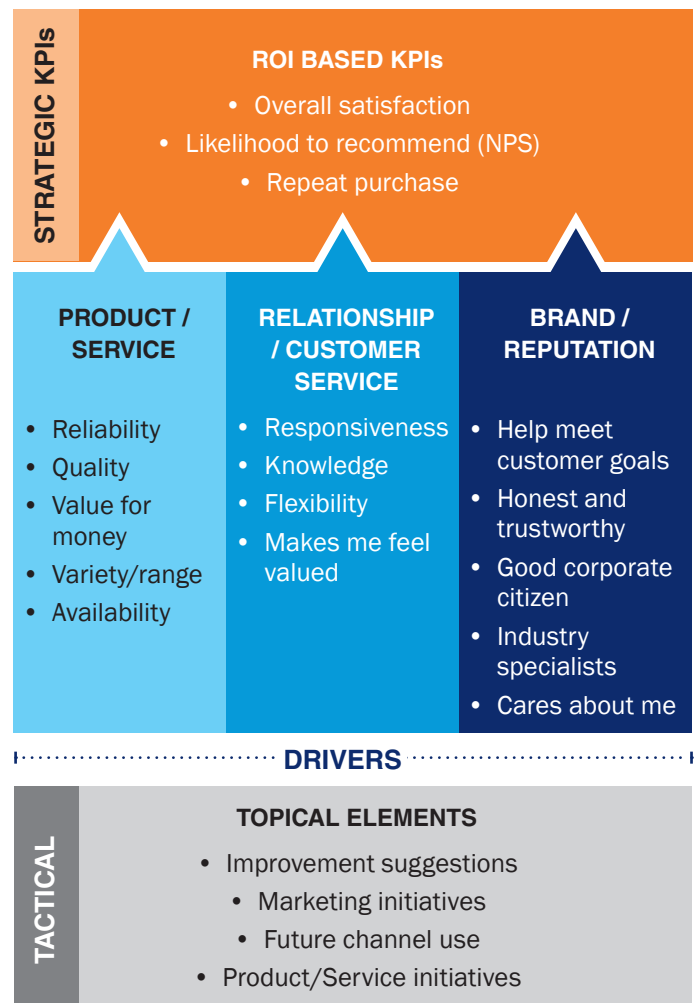 STRATEGIC KPIs
ROI BASED KPIs
• Overall satisfaction
• Likelihood to recommend (NPS)
• Repeat purchase
PRODUCT /
SERVICE
• Reliability
• Quality
• Value for
money
• Variety/range
• Availability
RELATIONSHIP
/ CUSTOMER
SERVICE
• Responsiveness
• Knowledge
• Flexibility
• Makes me feel
valued
BRAND /
REPUTATION
• Help meet
customer goals
• Honest and
trustworthy
• Good corporate
citizen
• Industry
specialists
• Cares about me
DRIVERS
TACTICAL
TOPICAL ELEMENTS
• Improvement suggestions
• Marketing initiatives
• Future channel use
• Product/Service initiatives